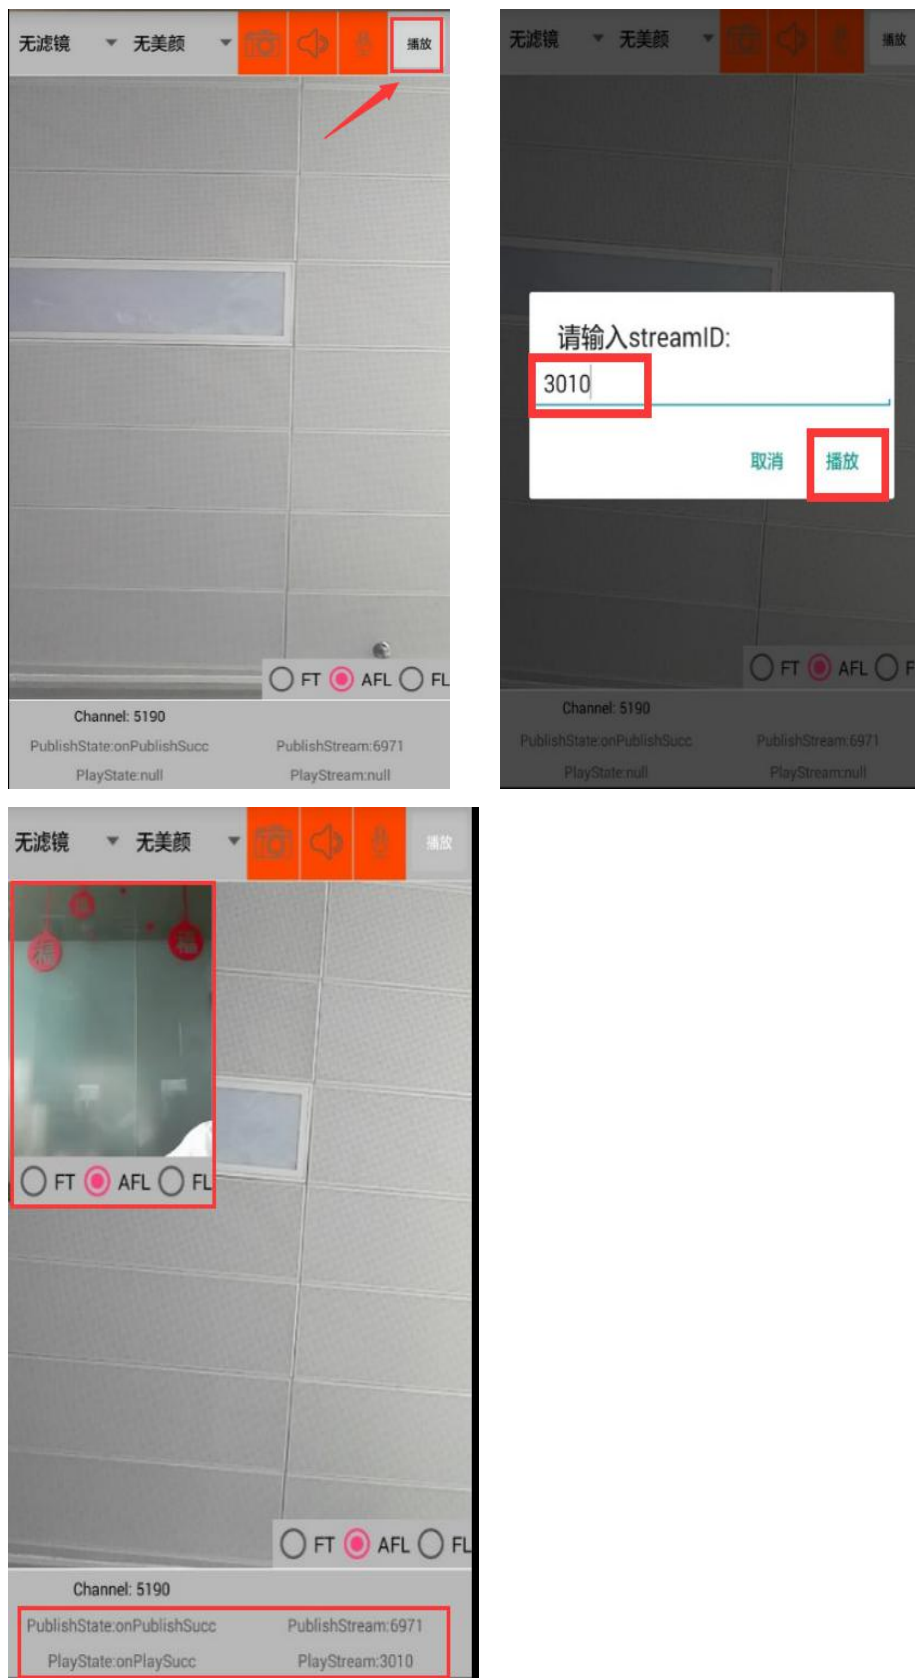 无滤镜 无美颜 播放
FT AFL FL
Channel: 5190
PublishState:onPublishSucc PublishStream:6971
PlayState:null PlayStream:null
无滤镜 无美颜 播放
请输入streamID:
3010
取消 播放
FT AFL F
Channel: 5190
PublishState:onPublishSucc PublishStream:6971
PlayState:null PlayStream:null
无滤镜 无美颜 播放
福 福
FT AFL FL
FT AFL FL
Channel: 5190
PublishState:onPublishSucc PublishStream:6971
PlayState:onPlaySucc PlayStream:3010